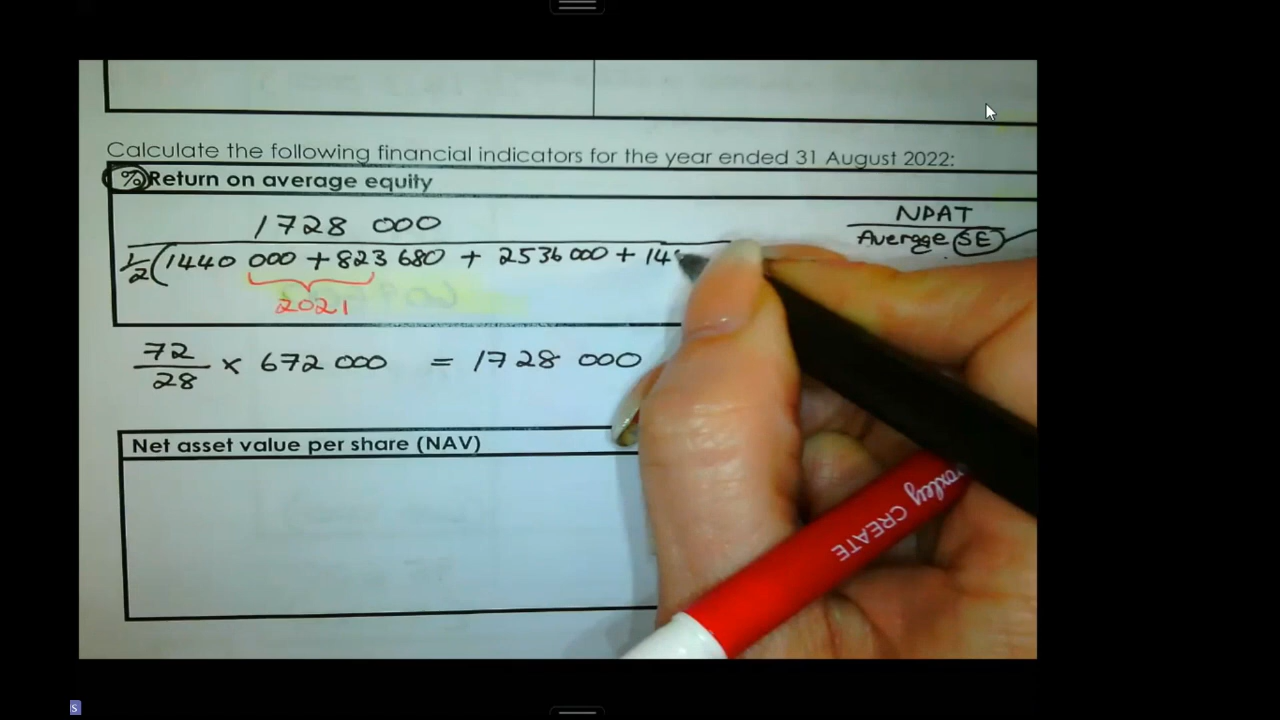 Calculate the following financial indicators for the year ended 31 August 2022:
% Return on average equity
1728 000
NPAT
Average SE
1/2 (1440 000 + 823 680 + 2536 000 + 14
2021
72/28 × 672 000 = 1728 000
Net asset value per share (NAV)
Croxley CREATE
s